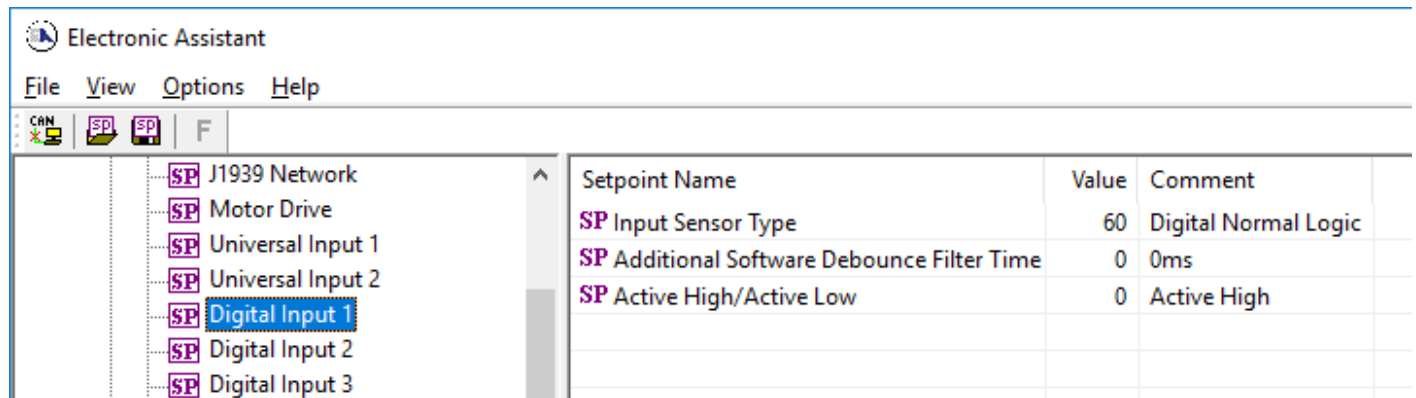 Electronic Assistant
File View Options Help
CAN SP SP F
SP J1939 Network
SP Motor Drive
SP Universal Input 1
SP Universal Input 2
SP Digital Input 1
SP Digital Input 2
SP Digital Input 3
Setpoint Name Value Comment
SP Input Sensor Type 60 Digital Normal Logic
SP Additional Software Debounce Filter Time 0 0ms
SP Active High/Active Low 0 Active High